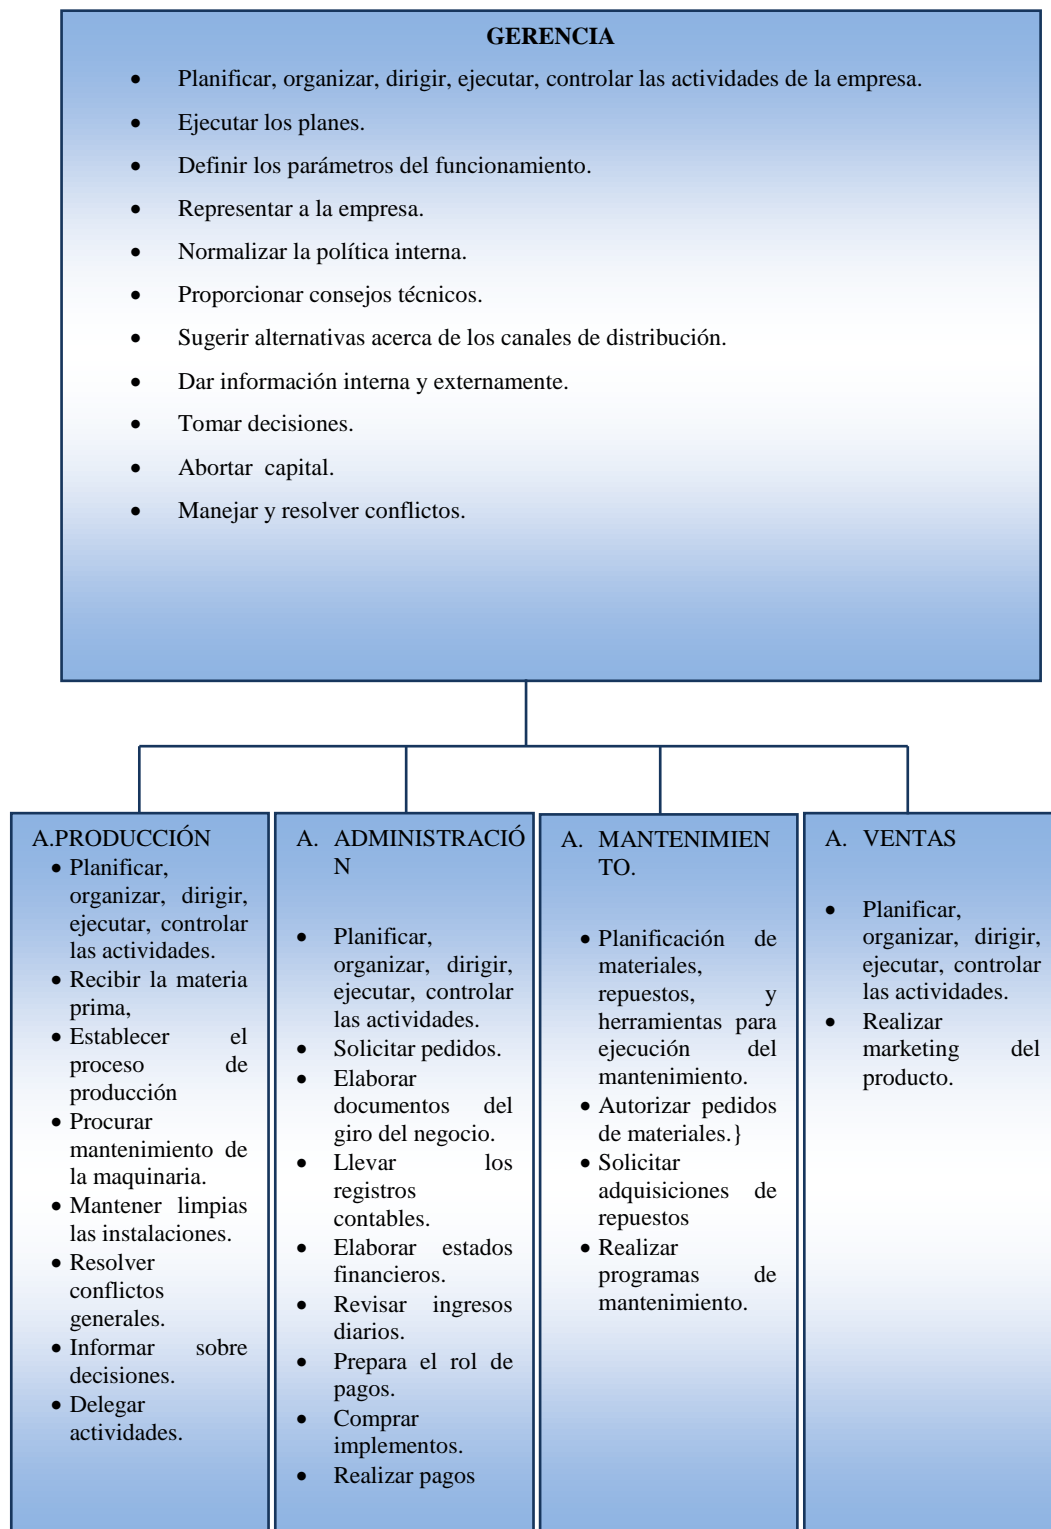 GERENCIA
• Planificar, organizar, dirigir, ejecutar, controlar las actividades de la empresa.
• Ejecutar los planes.
• Definir los parámetros del funcionamiento.
• Representar a la empresa.
• Normalizar la política interna.
• Proporcionar consejos técnicos.
• Sugerir alternativas acerca de los canales de distribución.
• Dar información interna y externamente.
• Tomar decisiones.
• Abortar capital.
• Manejar y resolver conflictos.
A.PRODUCCIÓN
• Planificar,
organizar, dirigir,
ejecutar, controlar
las actividades.
• Recibir la materia
prima,
• Establecer el
proceso de
producción
• Procurar
mantenimiento de
la maquinaria.
• Mantener limpias
las instalaciones.
• Resolver
conflictos
generales.
• Informar sobre
decisiones.
• Delegar
actividades.
A. ADMINISTRACIÓ
N
• Planificar,
organizar, dirigir,
ejecutar, controlar
las actividades.
• Solicitar pedidos.
• Elaborar
documentos del
giro del negocio.
• Llevar los
registros
contables.
• Elaborar estados
financieros.
• Revisar ingresos
diarios.
• Prepara el rol de
pagos.
• Comprar
implementos.
• Realizar pagos
A. MANTENIMIEN
TO.
• Planificación de
materiales,
repuestos, y
herramientas para
ejecución del
mantenimiento.
• Autorizar pedidos
de materiales.}
• Solicitar
adquisiciones de
repuestos
• Realizar
programas de
mantenimiento.
A. VENTAS
• Planificar,
organizar, dirigir,
ejecutar, controlar
las actividades.
• Realizar
marketing del
producto.